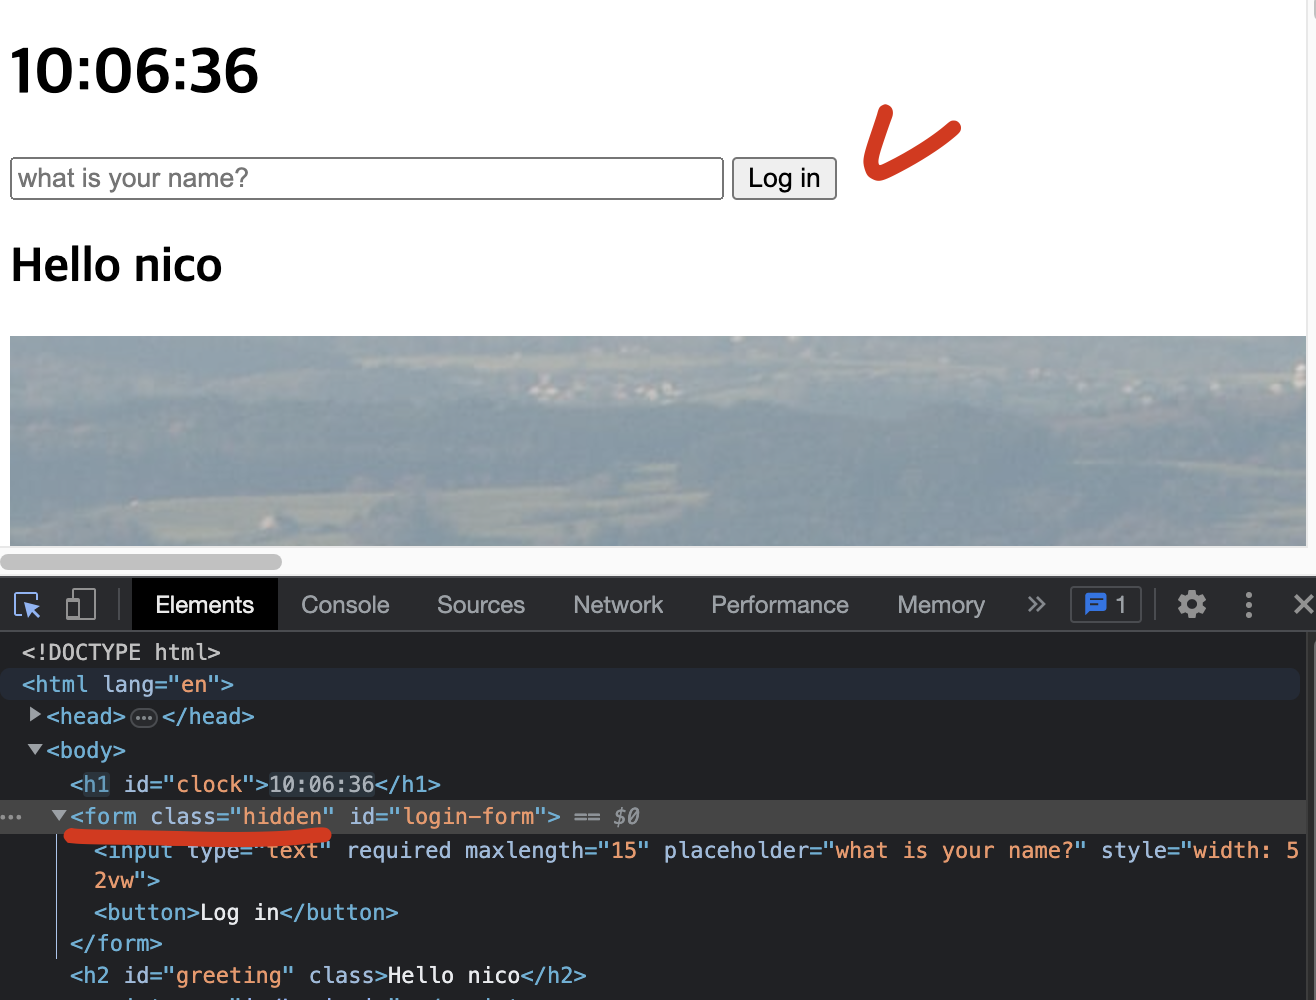 10:06:36
what is your name? Log in
Hello nico
Elements Console Sources Network Performance Memory » 1
<!DOCTYPE html>
<html lang="en">
<head> ••• </head>
<body>
<h1 id="clock">10:06:36</h1>
••• <form class="hidden" id="login-form"> == $0
<input type="text" required maxlength="15" placeholder="what is your name?" style="width: 5
2vw">
<button>Log in</button>
</form>
<h2 id="greeting" class>Hello nico</h2>